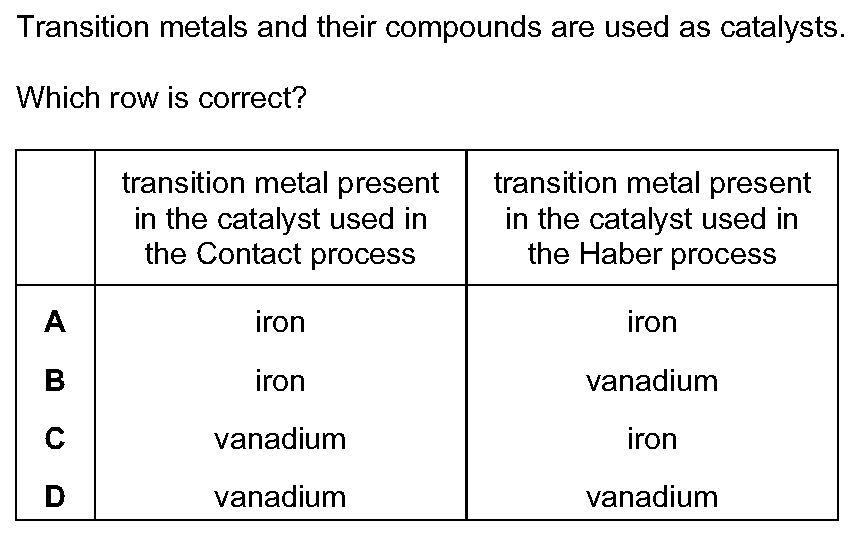 Transition metals and their compounds are used as catalysts.
Which row is correct?
transition metal present in the catalyst used in the Contact process
transition metal present in the catalyst used in the Haber process
A iron iron
B iron vanadium
C vanadium iron
D vanadium vanadium